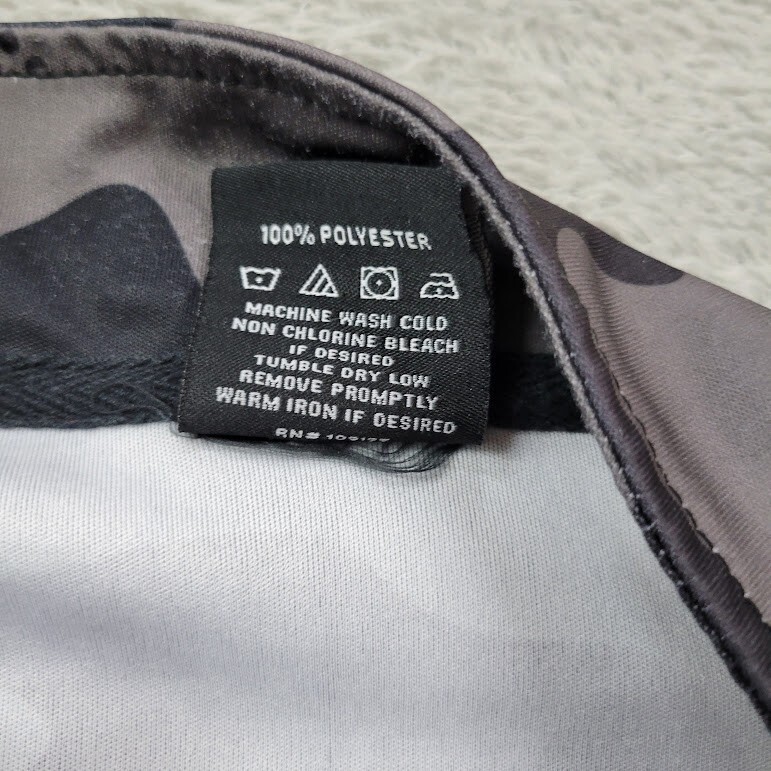 100% POLYESTER
MACHINE WASH COLD
NON CHLORINE BLEACH
IF DESIRED
TUMBLE DRY LOW
REMOVE PROMPTLY
WARM IRON IF DESIRED
RN#